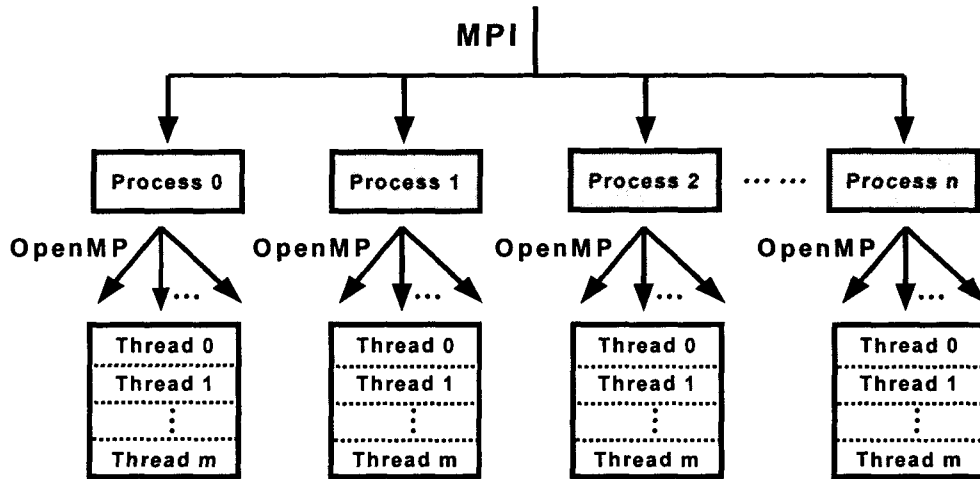 MPI
Process 0 Process 1 Process 2 ... ... Process n
OpenMP OpenMP OpenMP OpenMP
... ... ... ...
Thread 0 Thread 0 Thread 0 Thread 0
Thread 1 Thread 1 Thread 1 Thread 1
⋮ ⋮ ⋮ ⋮
Thread m Thread m Thread m Thread m